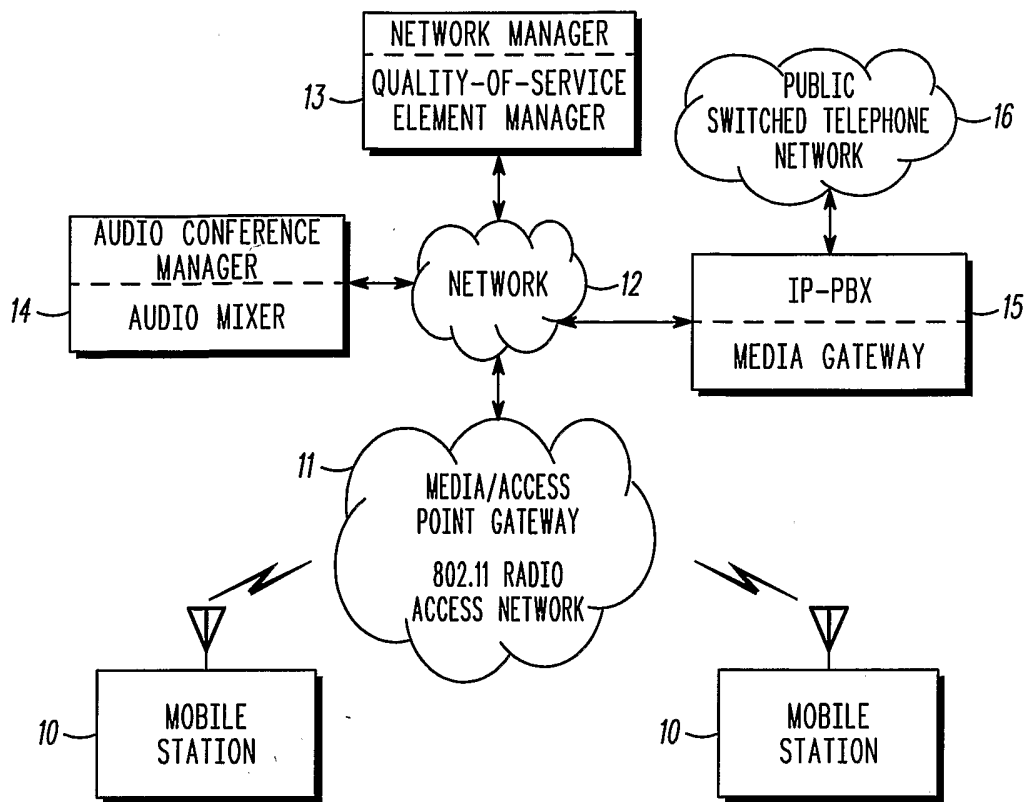 NETWORK MANAGER
QUALITY-OF-SERVICE
ELEMENT MANAGER
13
PUBLIC
SWITCHED TELEPHONE
NETWORK
16
AUDIO CONFERENCE
MANAGER
AUDIO MIXER
14
NETWORK
12
IP-PBX
MEDIA GATEWAY
15
11
MEDIA/ACCESS
POINT GATEWAY
802.11 RADIO
ACCESS NETWORK
10
MOBILE
STATION
10
MOBILE
STATION